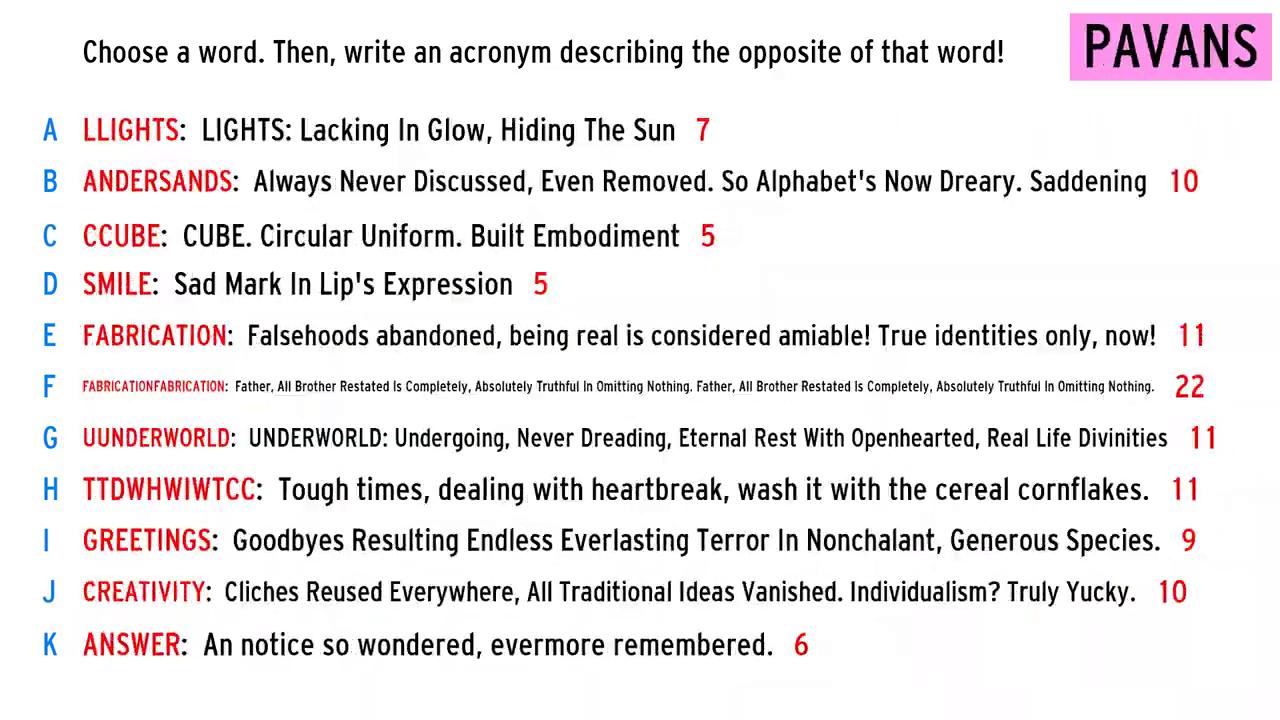 Choose a word. Then, write an acronym describing the opposite of that word!
PAVANS
A LLIGHTS: LIGHTS: Lacking In Glow, Hiding The Sun 7
B ANDERSANDS: Always Never Discussed, Even Removed. So Alphabet's Now Dreary. Saddening 10
C CCUBE: CUBE. Circular Uniform. Built Embodiment 5
D SMILE: Sad Mark In Lip's Expression 5
E FABRICATION: Falsehoods abandoned, being real is considered amiable! True identities only, now! 11
F FABRICATIONFABRICATION: Father, All Brother Restated Is Completely, Absolutely Truthful In Omitting Nothing. Father, All Brother Restated Is Completely, Absolutely Truthful In Omitting Nothing. 22
G UUNDERWORLD: UNDERWORLD: Undergoing, Never Dreading, Eternal Rest With Openhearted, Real Life Divinities 11
H TTDWHWIWTCC: Tough times, dealing with heartbreak, wash it with the cereal cornflakes. 11
I GREETINGS: Goodbyes Resulting Endless Everlasting Terror In Nonchalant, Generous Species. 9
J CREATIVITY: Cliches Reused Everywhere, All Traditional Ideas Vanished. Individualism? Truly Yucky. 10
K ANSWER: An notice so wondered, evermore remembered. 6